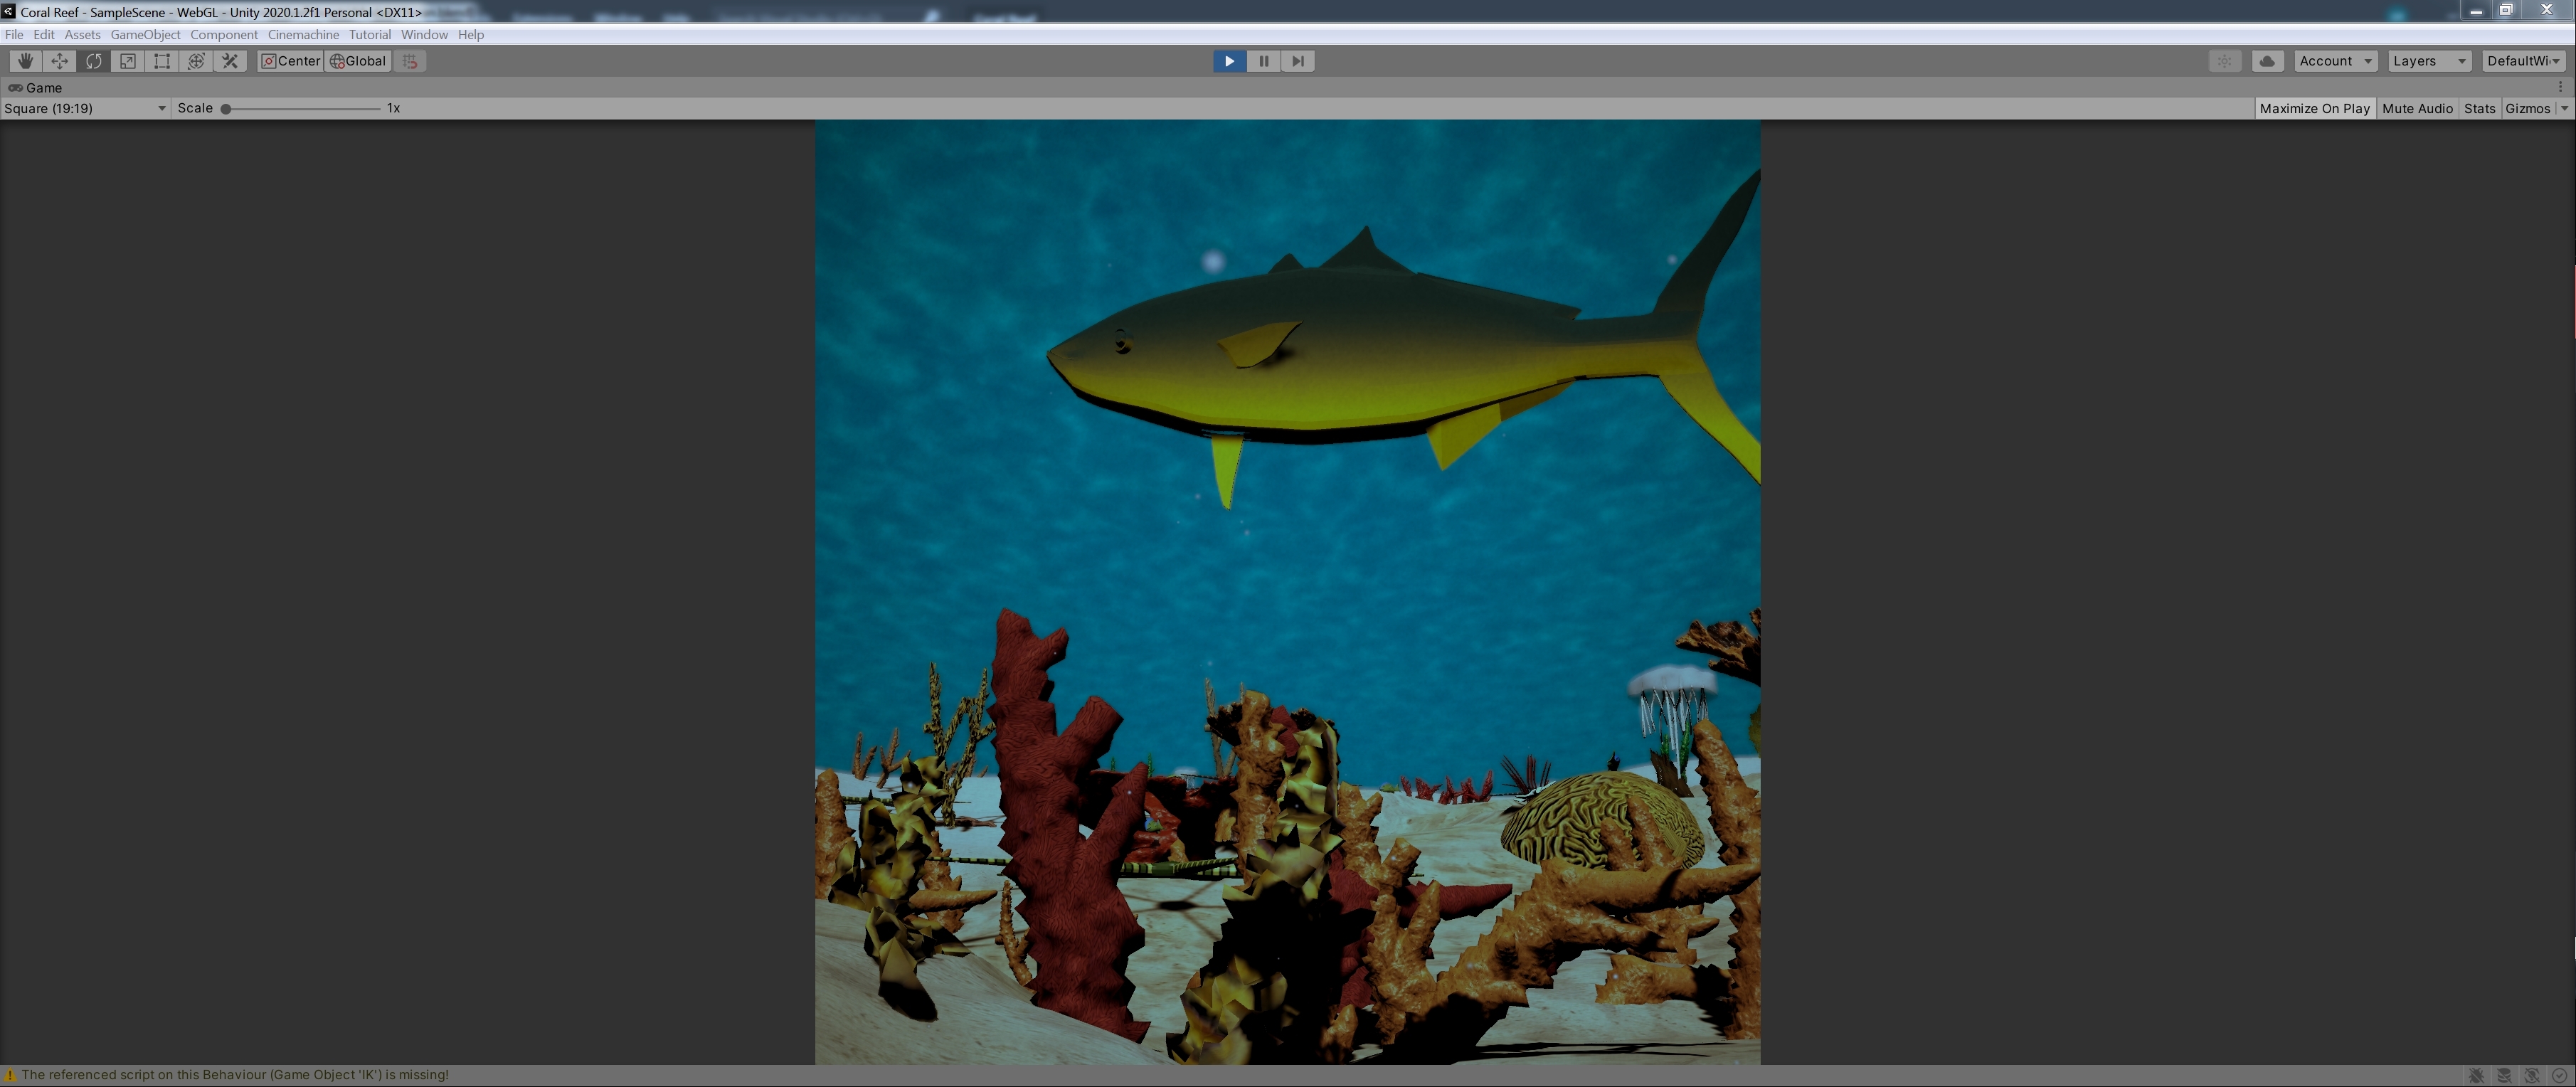 Coral Reef - SampleScene - WebGL - Unity 2020.1.2f1 Personal <DX11>
File Edit Assets GameObject Component Cinemachine Tutorial Window Help
Center Global Account Layers DefaultWi
Game
Square (19:19) Scale 1x Maximize On Play Mute Audio Stats Gizmos
The referenced script on this Behaviour (Game Object 'IK') is missing!